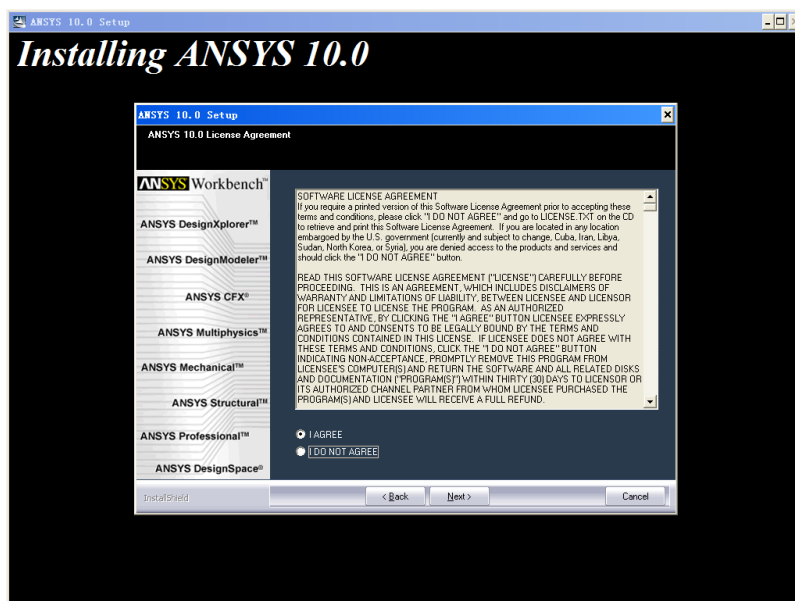 ANSYS 10.0 Setup
Installing ANSYS 10.0
ANSYS 10.0 Setup
ANSYS 10.0 License Agreement
ANSYS Workbench™
ANSYS DesignXplorer™
ANSYS DesignModeler™
ANSYS CFX®
ANSYS Multiphysics™
ANSYS Mechanical™
ANSYS Structural™
ANSYS Professional™
ANSYS DesignSpace®
SOFTWARE LICENSE AGREEMENT
If you require a printed version of this Software License Agreement prior to accepting these
terms and conditions, please click "I DO NOT AGREE" and go to LICENSE.TXT on the CD
to retrieve and print this Software License Agreement. If you are located in any location
embargoed by the U.S. government (currently and subject to change, Cuba, Iran, Libya,
Sudan, North Korea, or Syria), you are denied access to the products and services and
should click the "I DO NOT AGREE" button.
READ THIS SOFTWARE LICENSE AGREEMENT ("LICENSE") CAREFULLY BEFORE
PROCEEDING. THIS IS AN AGREEMENT, WHICH INCLUDES DISCLAIMERS OF
WARRANTY AND LIMITATIONS OF LIABILITY, BETWEEN LICENSEE AND LICENSOR
FOR LICENSEE TO LICENSE THE PROGRAM. AS AN AUTHORIZED
REPRESENTATIVE, BY CLICKING THE "I AGREE" BUTTON LICENSEE EXPRESSLY
AGREES TO AND CONSENTS TO BE LEGALLY BOUND BY THE TERMS AND
CONDITIONS CONTAINED IN THIS LICENSE. IF LICENSEE DOES NOT AGREE WITH
THESE TERMS AND CONDITIONS, CLICK THE "I DO NOT AGREE" BUTTON
INDICATING NON-ACCEPTANCE, PROMPTLY REMOVE THIS PROGRAM FROM
LICENSEE'S COMPUTER(S) AND RETURN THE SOFTWARE AND ALL RELATED DISKS
AND DOCUMENTATION ("PROGRAM(S)") WITHIN THIRTY (30) DAYS TO LICENSOR OR
ITS AUTHORIZED CHANNEL PARTNER FROM WHOM LICENSEE PURCHASED THE
PROGRAM(S) AND LICENSEE WILL RECEIVE A FULL REFUND.
I AGREE
I DO NOT AGREE
InstallShield
< Back
Next >
Cancel